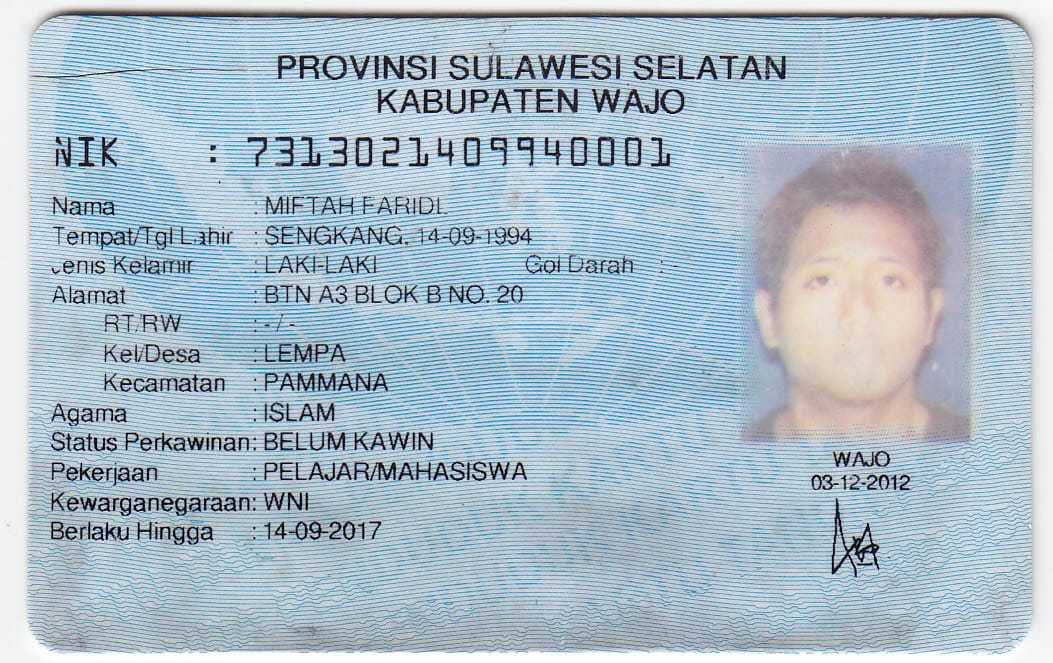 PROVINSI SULAWESI SELATAN
KABUPATEN WAJO
NIK : 7313021409940001
Nama : MIFTAH FARIDL
Tempat/Tgl Lahir : SENGKANG, 14-09-1994
Jenis Kelamin : LAKI-LAKI Gol Darah : -
Alamat : BTN A3 BLOK B NO. 20
RT/RW : - / -
Kel/Desa : LEMPA
Kecamatan : PAMMANA
Agama : ISLAM
Status Perkawinan: BELUM KAWIN
Pekerjaan : PELAJAR/MAHASISWA
Kewarganegaraan: WNI
Berlaku Hingga : 14-09-2017
WAJO
03-12-2012